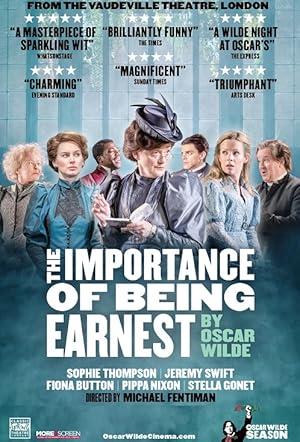 FROM THE VAUDEVILLE THEATRE, LONDON
"A MASTERPIECE OF SPARKLING WIT"
WHATSONSTAGE
"BRILLIANTLY FUNNY"
THE TIMES
"A WILDE NIGHT AT OSCAR'S"
THE EXPRESS
"CHARMING"
EVENING STANDARD
"MAGNIFICENT"
SUNDAY TIMES
"TRIUMPHANT"
ARTS DESK
THE IMPORTANCE
OF BEING
EARNEST
BY OSCAR WILDE
SOPHIE THOMPSON | JEREMY SWIFT
FIONA BUTTON | PIPPA NIXON | STELLA GONET
DIRECTED BY MICHAEL FENTIMAN
CLASSIC
THEATRE
MORE2SCREEN
OscarWildeCinema.com
OSCAR WILDE
SEASON